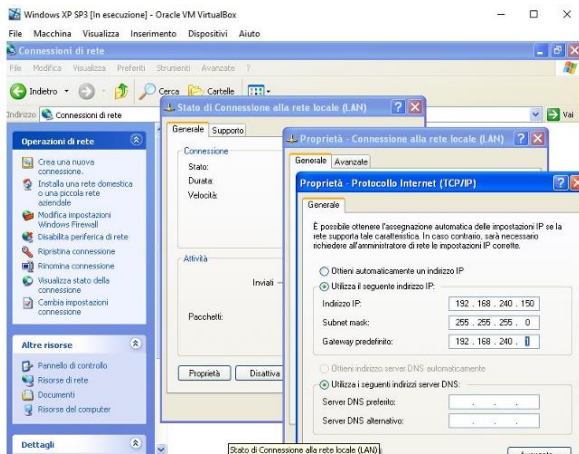 Windows XP SP3 [In esecuzione] - Oracle VM VirtualBox
File Macchina Visualizza Inserimento Dispositivi Aiuto
Connessioni di rete
File Modifica Visualizza Preferiti Strumenti Avanzate ?
Indietro Cerca Cartelle
Indirizzo Connessioni di rete Vai
Operazioni di rete
Crea una nuova
connessione.
Installa una rete domestica
o una piccola rete
aziendale
Modifica impostazioni
Windows Firewall
Disabilita periferica di rete
Ripristina connessione
Rinomina connessione
Visualizza stato della
connessione
Cambia impostazioni
connessione
Altre risorse
Pannello di controllo
Risorse di rete
Documenti
Risorse del computer
Dettagli
Stato di Connessione alla rete locale (LAN)
Generale Supporto
Connessione
Stato:
Durata:
Velocità:
Attività
Inviati
Pacchetti:
Proprietà Disattiva
Stato di Connessione alla rete locale (LAN)
Proprietà - Connessione alla rete locale (LAN)
Generale Avanzate
Proprietà - Protocollo Internet (TCP/IP)
Generale
È possibile ottenere l'assegnazione automatica delle impostazioni IP se la
rete supporta tale caratteristica. In caso contrario, sarà necessario
richiedere all'amministratore di rete le impostazioni IP corrette.
Ottieni automaticamente un indirizzo IP
Utilizza il seguente indirizzo IP:
Indirizzo IP: 192 . 168 . 240 . 150
Subnet mask: 255 . 255 . 255 . 0
Gateway predefinito: 192 . 168 . 240 . 1
Ottieni indirizzo server DNS automaticamente
Utilizza i seguenti indirizzi server DNS:
Server DNS preferito: . . .
Server DNS alternativo: . . .